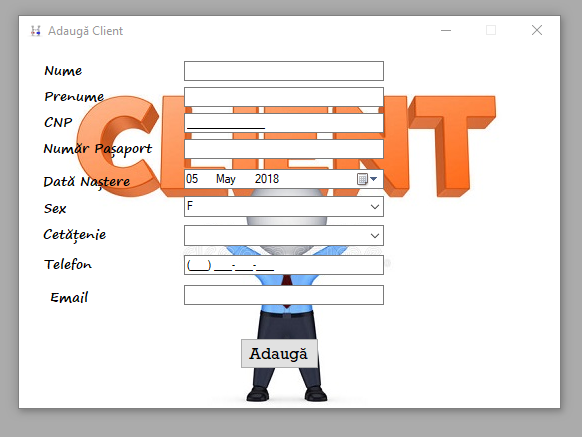 Adaugă Client
CLIENT
Nume
Prenume
CNP ______________
Număr Pașaport
Dată Naștere 05 May 2018
Sex F
Cetățenie
Telefon (___) ___-___-___
Email
Adaugă